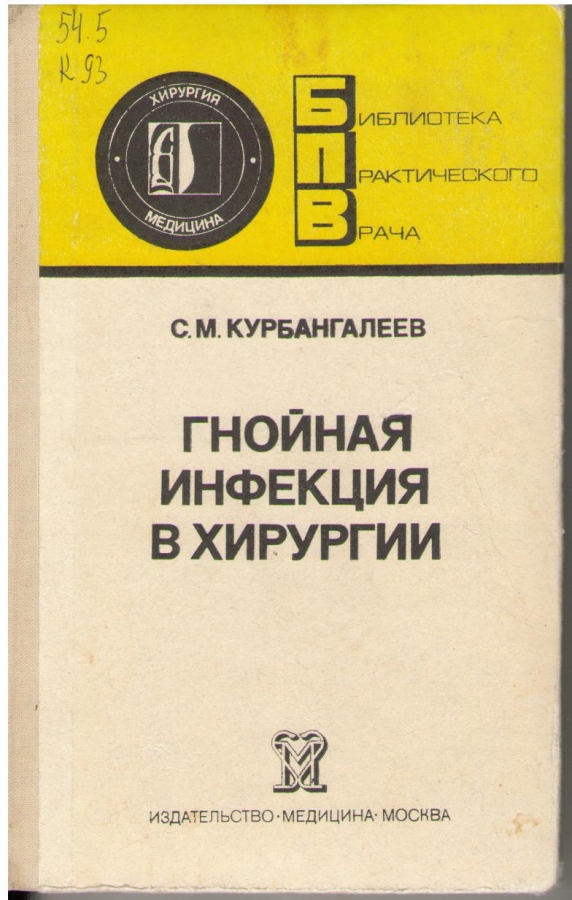 54.5
К 93
ХИРУРГИЯ
МЕДИЦИНА
БИБЛИОТЕКА
ПРАКТИЧЕСКОГО
ВРАЧА
С.М. КУРБАНГАЛЕЕВ
ГНОЙНАЯ
ИНФЕКЦИЯ
В ХИРУРГИИ
ИЗДАТЕЛЬСТВО·МЕДИЦИНА·МОСКВА